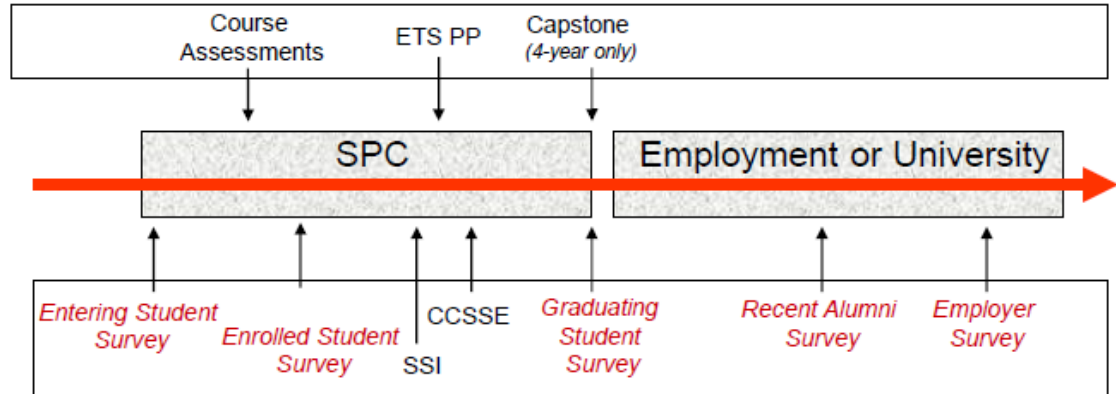 Course
Assessments
ETS PP
Capstone
(4-year only)
SPC
Employment or University
Entering Student
Survey
Enrolled Student
Survey
SSI
CCSSE
Graduating
Student
Survey
Recent Alumni
Survey
Employer
Survey